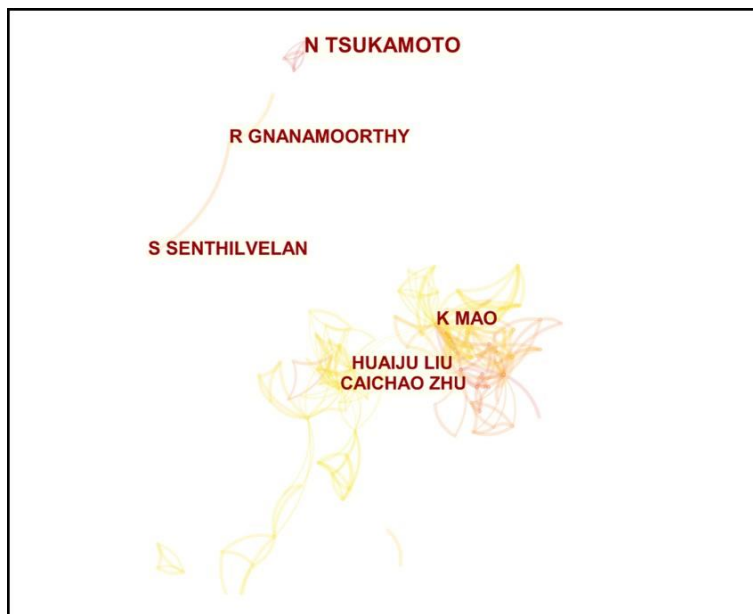 N TSUKAMOTO
R GNANAMOORTHY
S SENTHILVELAN
K MAO
HUAIJU LIU
CAICHAO ZHU